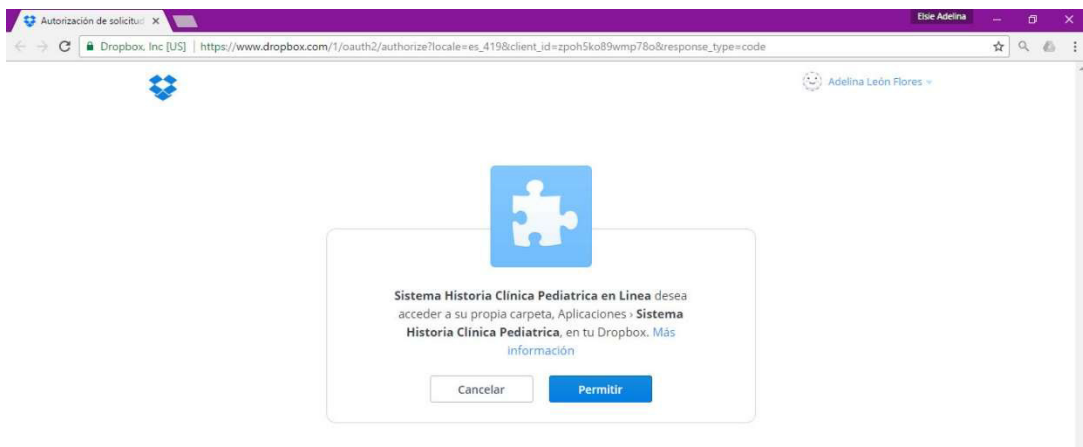 Autorización de solicitud
Elsie Adelina
Dropbox, Inc [US] | https://www.dropbox.com/1/oauth2/authorize?locale=es_419&client_id=zpoh5ko89wmp78o&response_type=code
Adelina León Flores
Sistema Historia Clínica Pediatrica en Linea desea
acceder a su propia carpeta, Aplicaciones › Sistema
Historia Clínica Pediatrica, en tu Dropbox. Más
información
Cancelar
Permitir